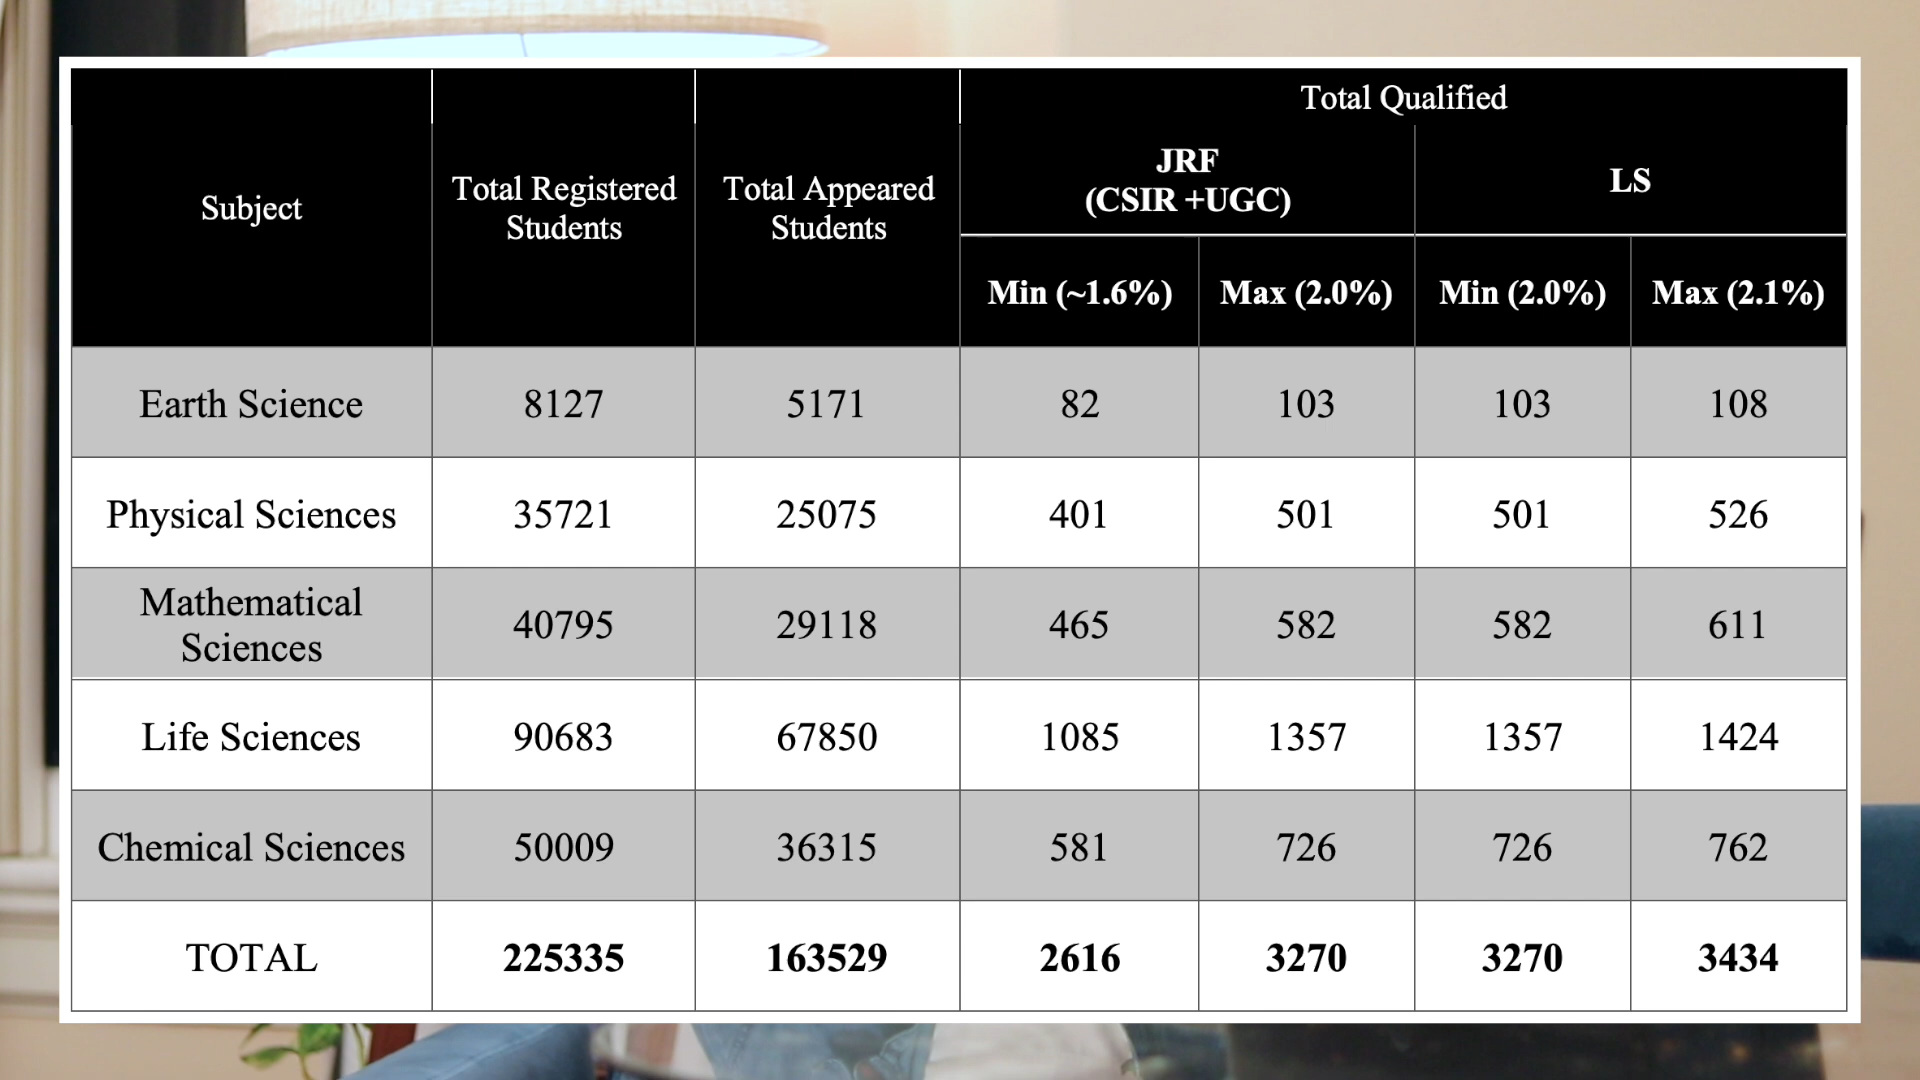 Total Qualified
Subject
Total Registered
Students
Total Appeared
Students
JRF
(CSIR +UGC)
LS
Min (~1.6%)
Max (2.0%)
Min (2.0%)
Max (2.1%)
Earth Science 8127 5171 82 103 103 108
Physical Sciences 35721 25075 401 501 501 526
Mathematical
Sciences 40795 29118 465 582 582 611
Life Sciences 90683 67850 1085 1357 1357 1424
Chemical Sciences 50009 36315 581 726 726 762
TOTAL 225335 163529 2616 3270 3270 3434